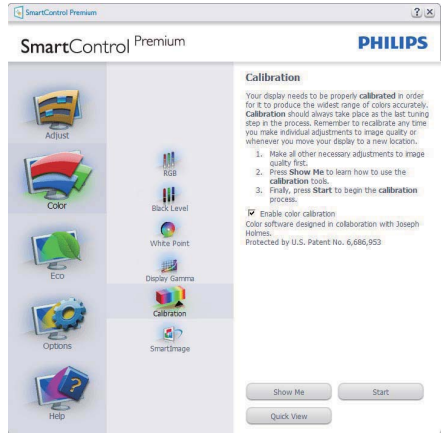 SmartControl Premium
SmartControl Premium
PHILIPS
Adjust
Color
Eco
Options
Help
RGB
Black Level
White Point
Display Gamma
Calibration
SmartImage
Calibration
Your display needs to be properly calibrated in order
for it to produce the widest range of colors accurately.
Calibration should always take place as the last tuning
step in the process. Remember to recalibrate any time
you make individual adjustments to image quality or
whenever you move your display to a new location.
1. Make all other necessary adjustments to image
quality first.
2. Press Show Me to learn how to use the
calibration tools.
3. Finally, press Start to begin the calibration
process.
Enable color calibration
Color software designed in collaboration with Joseph
Holmes.
Protected by U.S. Patent No. 6,686,953
Show Me
Start
Quick View